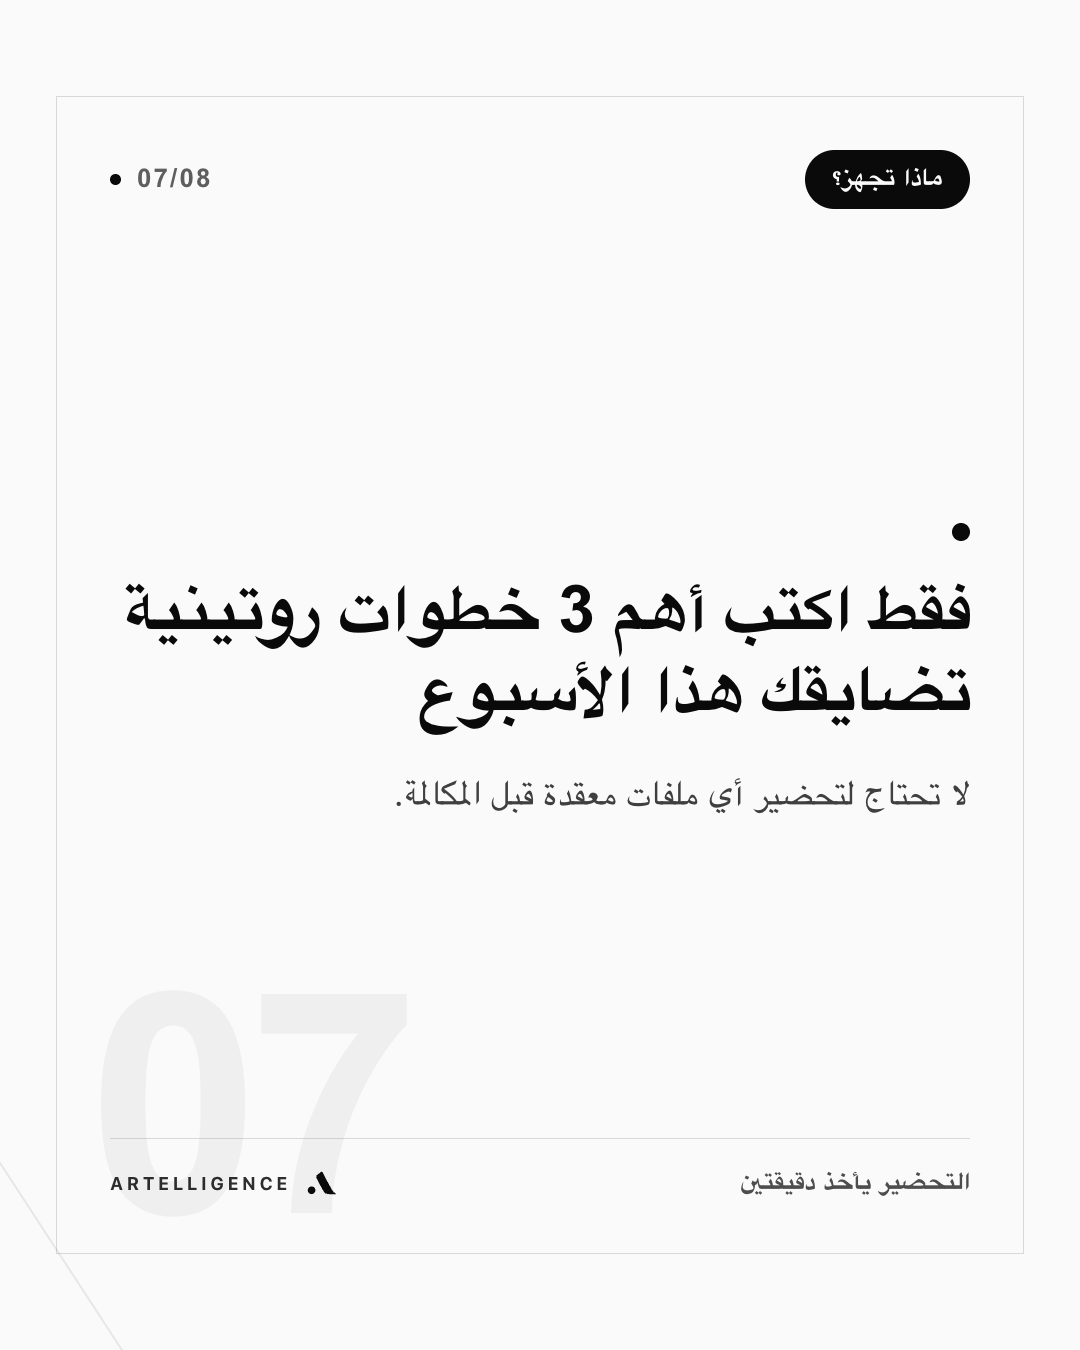 ماذا تجهز؟
07/08
فقط اكتب أهم 3 خطوات روتينية
تضايقك هذا الأسبوع
لا تحتاج لتحضير أي ملفات معقدة قبل المكالمة.
07
التحضير يأخذ دقيقتين
ARTELLIGENCE